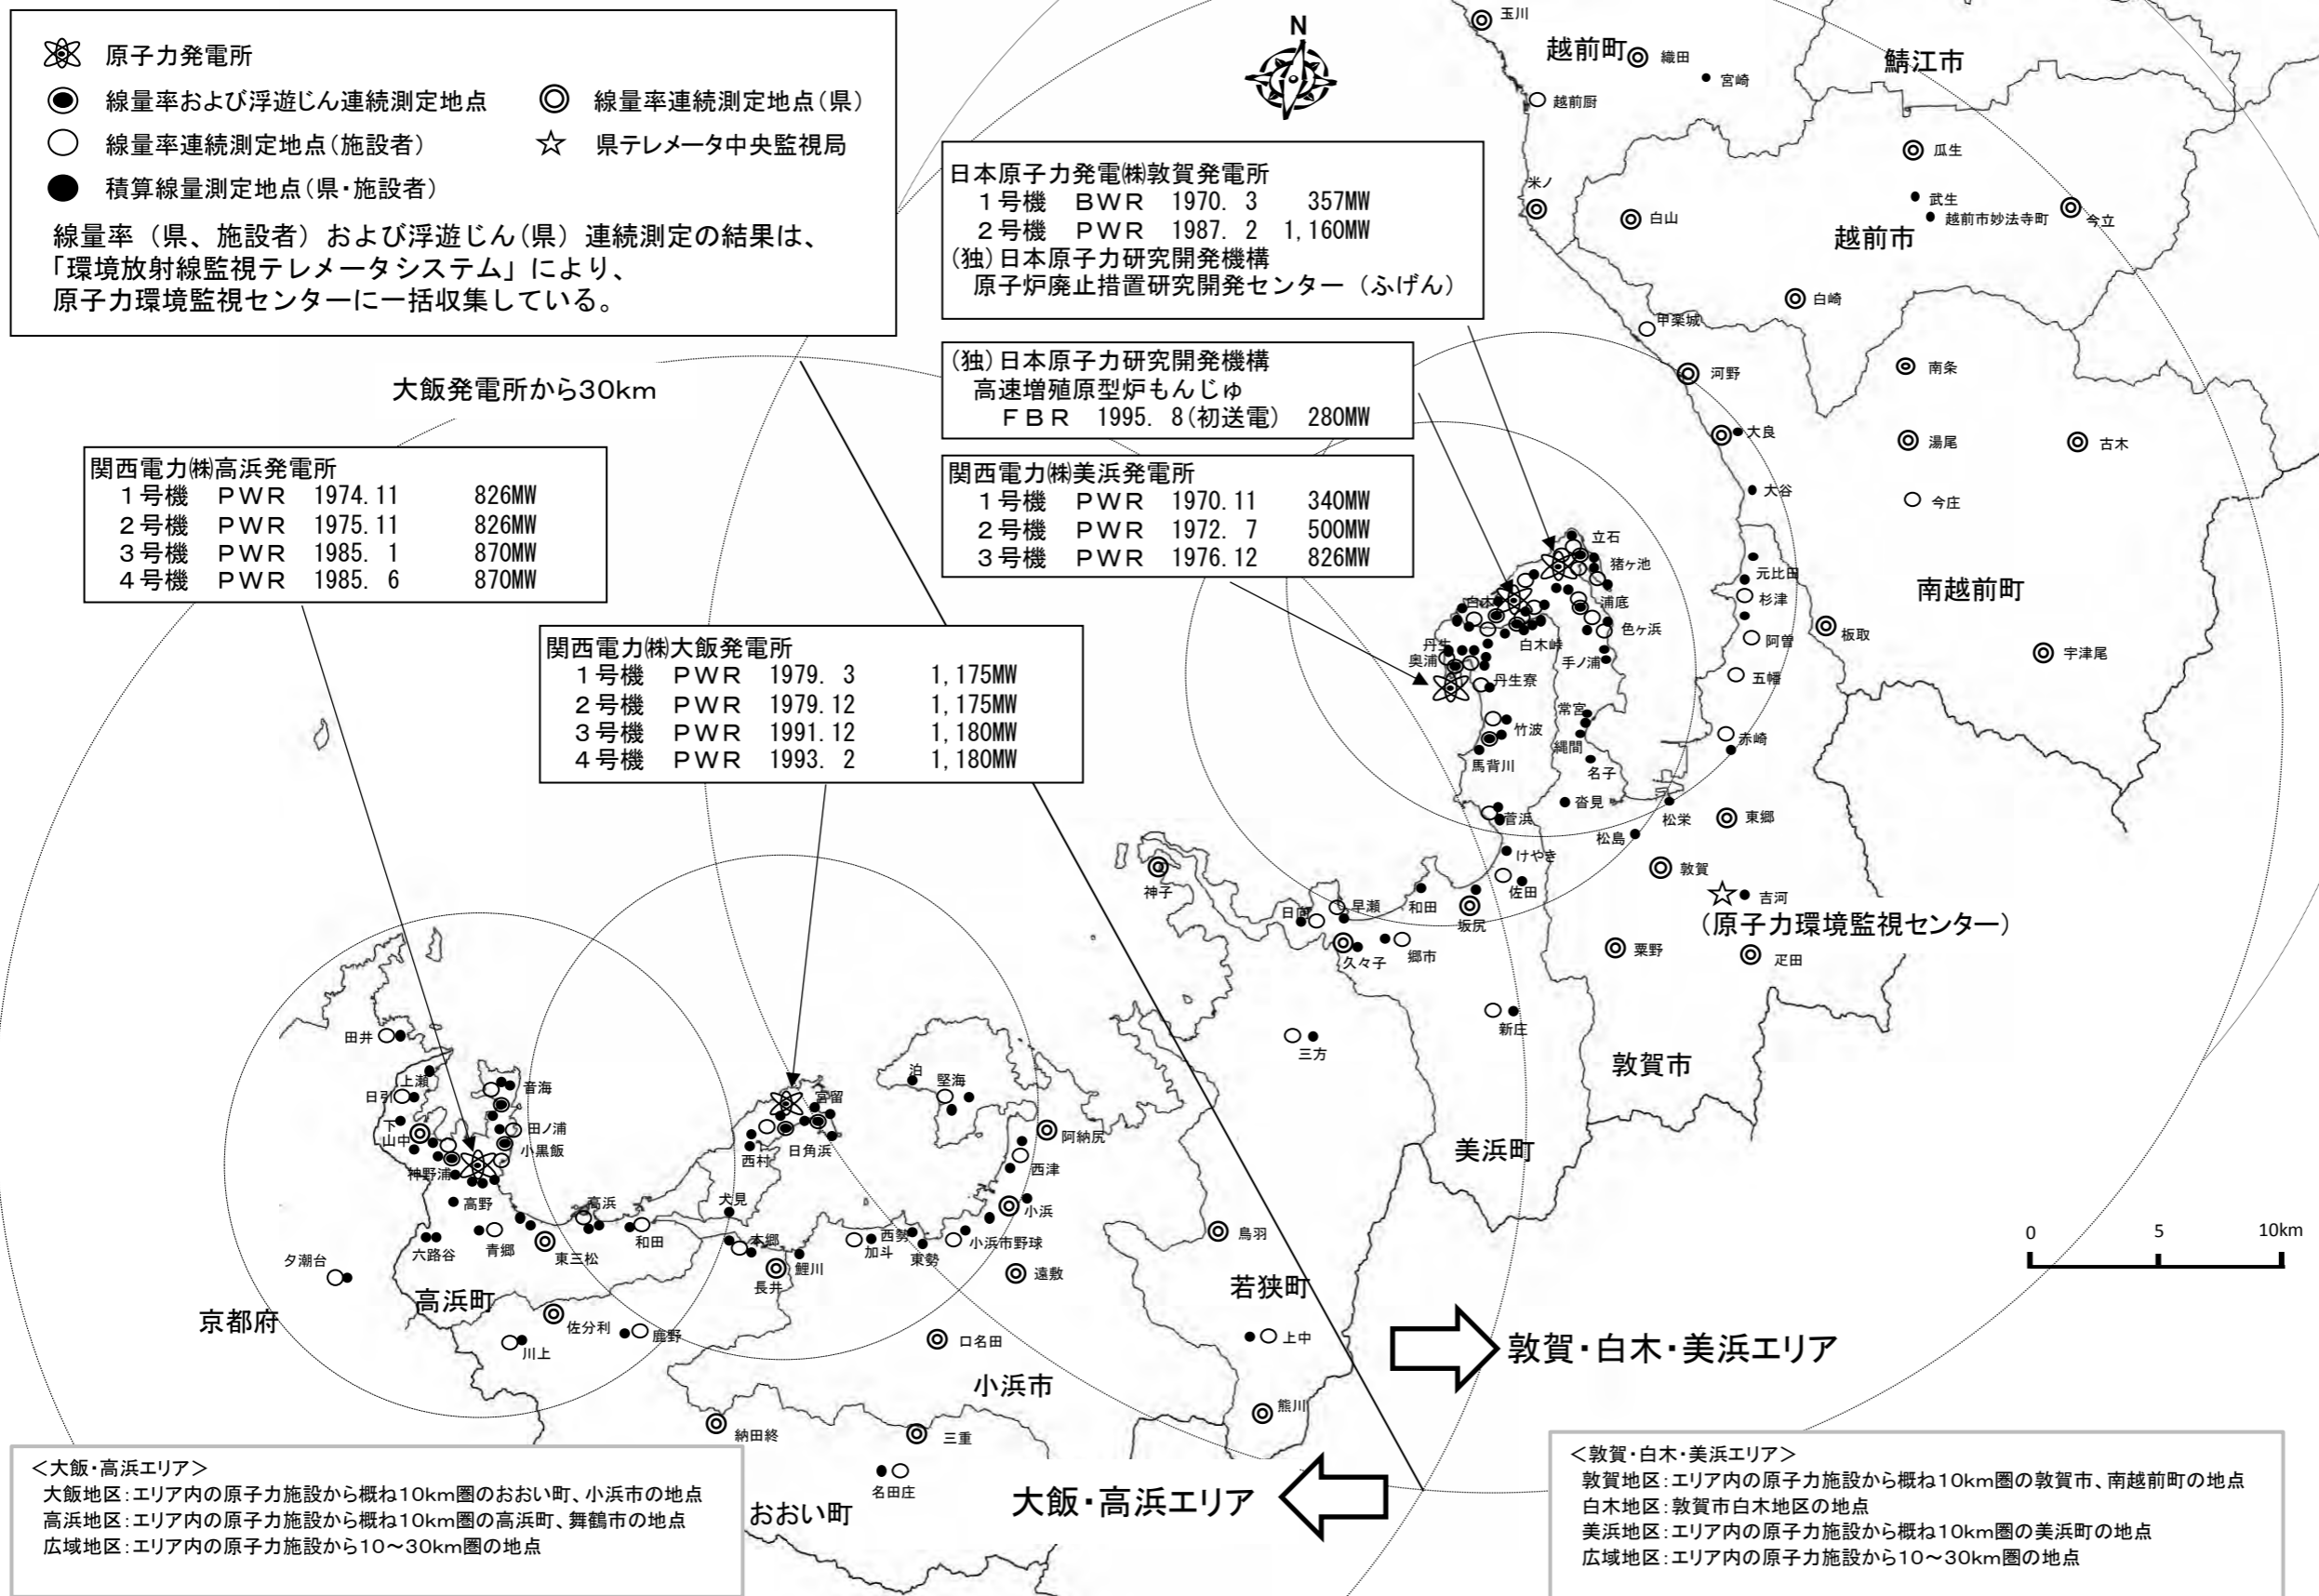 原子力発電所
線量率および浮遊じん連続測定地点
線量率連続測定地点(県)
線量率連続測定地点(施設者)
県テレメータ中央監視局
積算線量測定地点(県・施設者)
線量率（県、施設者）および浮遊じん(県）連続測定の結果は、
「環境放射線監視テレメータシステム」により、
原子力環境監視センターに一括収集している。
N
日本原子力発電㈱敦賀発電所
1号機 BWR 1970. 3 357MW
2号機 PWR 1987. 2 1,160MW
(独)日本原子力研究開発機構
原子炉廃止措置研究開発センター（ふげん）
(独)日本原子力研究開発機構
高速増殖原型炉もんじゅ
FBR 1995. 8(初送電) 280MW
関西電力㈱美浜発電所
1号機 PWR 1970.11 340MW
2号機 PWR 1972. 7 500MW
3号機 PWR 1976.12 826MW
大飯発電所から30km
関西電力㈱高浜発電所
1号機 PWR 1974.11 826MW
2号機 PWR 1975.11 826MW
3号機 PWR 1985. 1 870MW
4号機 PWR 1985. 6 870MW
関西電力㈱大飯発電所
1号機 PWR 1979. 3 1,175MW
2号機 PWR 1979.12 1,175MW
3号機 PWR 1991.12 1,180MW
4号機 PWR 1993. 2 1,180MW
玉川
越前町
織田
宮崎
鯖江市
越前厨
瓜生
米ノ
白山
武生
越前市妙法寺町
今立
越前市
白崎
甲楽城
河野
南条
大良
湯尾
古木
大谷
今庄
立石
猪ヶ池
元比田
南越前町
白木
浦底
杉津
色ヶ浜
板取
丹生
白木峠
阿曽
奥浦
手ノ浦
宇津尾
丹生寮
五幡
常宮
竹波
縄間
赤崎
馬背川
名子
沓見
菅浜
松栄
東郷
松島
けやき
敦賀
神子
佐田
吉河
日向
早瀬
和田
坂尻
(原子力環境監視センター)
久々子
郷市
粟野
疋田
新庄
三方
敦賀市
田井
上瀬
音海
泊
堅海
日引
宮留
下
山中
田ノ浦
小黒飯
西村
日角浜
阿納尻
美浜町
神野浦
西津
高野
高浜
犬見
小浜
六路谷
青郷
東三松
和田
本郷
西勢
小浜市野球
鳥羽
夕潮台
加斗
東勢
長井
鯉川
遠敷
高浜町
若狭町
0 5 10km
京都府
佐分利
鹿野
口名田
上中
川上
小浜市
敦賀・白木・美浜エリア
納田終
三重
熊川
名田庄
おおい町
大飯・高浜エリア
＜大飯・高浜エリア＞
大飯地区：エリア内の原子力施設から概ね10km圏のおおい町、小浜市の地点
高浜地区：エリア内の原子力施設から概ね10km圏の高浜町、舞鶴市の地点
広域地区：エリア内の原子力施設から10～30km圏の地点
＜敦賀・白木・美浜エリア＞
敦賀地区：エリア内の原子力施設から概ね10km圏の敦賀市、南越前町の地点
白木地区：敦賀市白木地区の地点
美浜地区：エリア内の原子力施設から概ね10km圏の美浜町の地点
広域地区：エリア内の原子力施設から10～30km圏の地点